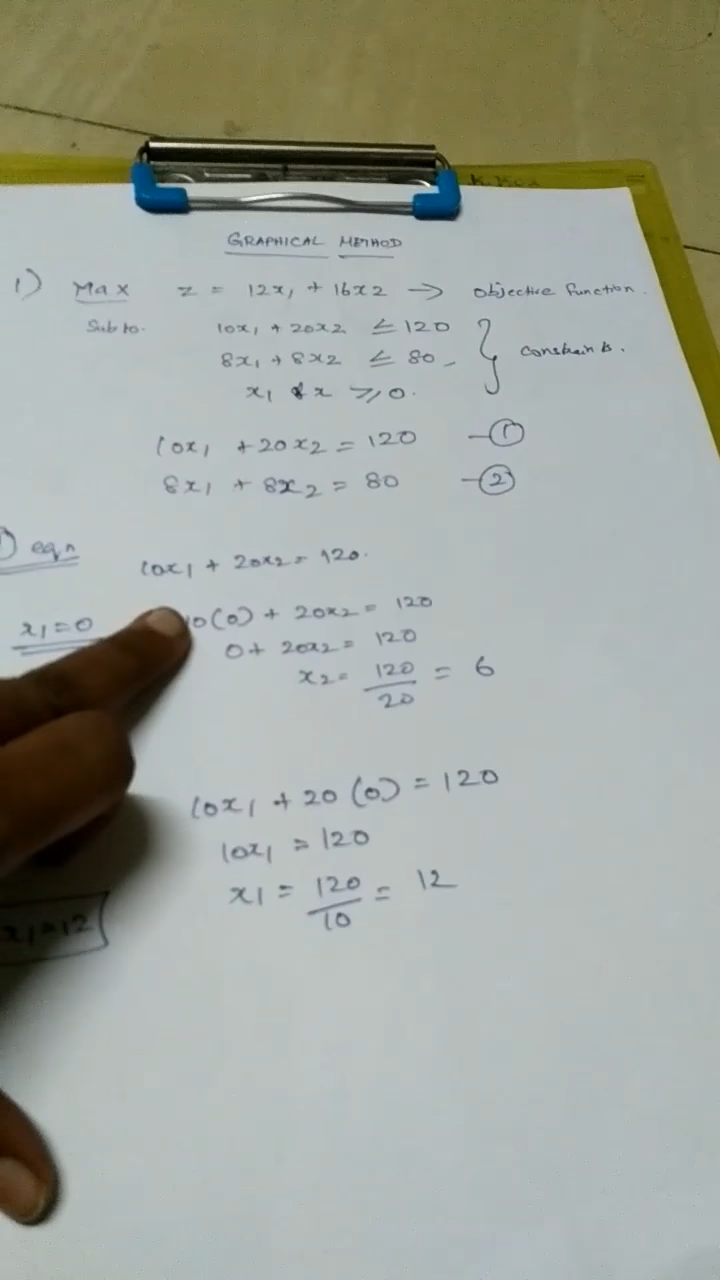 GRAPHICAL METHOD
1) Max z = 12x1 + 16x2 → Objective Function.
Sub to. 10x1 + 20x2 ≤ 120
8x1 + 8x2 ≤ 80
x1 & x ≥ 0.
} constraints.
10x1 + 20x2 = 120 — ①
8x1 + 8x2 = 80 — ②
eqn 10x1 + 20x2 = 120.
x1 = 0 10(0) + 20x2 = 120
0 + 20x2 = 120
x2 = 120/20 = 6
10x1 + 20(0) = 120
10x1 = 120
x1 = 120/10 = 12
x1 = 12